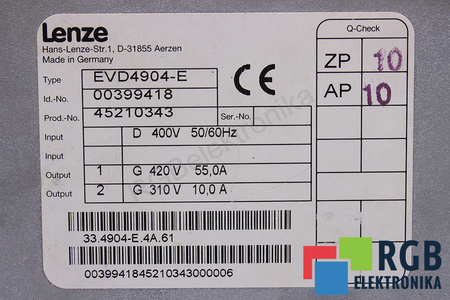 Lenze
Hans-Lenze-Str.1, D-31855 Aerzen
Made in Germany
Type EVD4904-E
Id.-No. 00399418
Prod.-No. 45210343 Ser.-No.
Input D 400V 50/60Hz
Input
Output 1 G 420 V 55,0A
Output 2 G 310 V 10,0 A
CE
Q-Check
ZP 10
AP 10
33.4904-E.4A.61
0039941845210343000006
RGBelektronika
RGB
ELEKTRONIKA